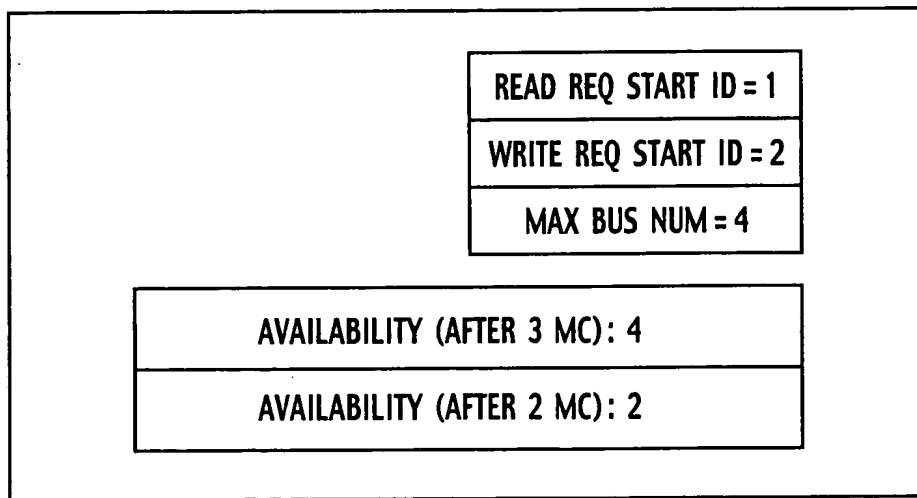 READ REQ START ID = 1
WRITE REQ START ID = 2
MAX BUS NUM = 4
AVAILABILITY (AFTER 3 MC): 4
AVAILABILITY (AFTER 2 MC): 2